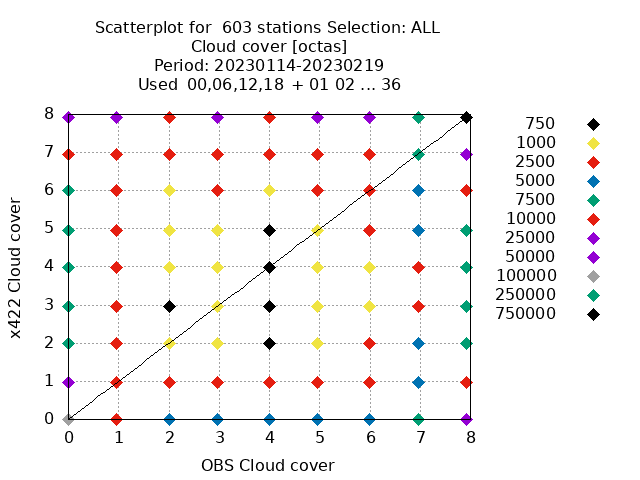 Scatterplot for  603 stations Selection: ALL
Cloud cover [octas]
Period: 20230114-20230219
Used  00,06,12,18  + 01 02 ... 36
8
7
6
5
4
3
2
1
0
x422 Cloud cover
0 1 2 3 4 5 6 7 8
OBS Cloud cover
750
1000
2500
5000
7500
10000
25000
50000
100000
250000
750000